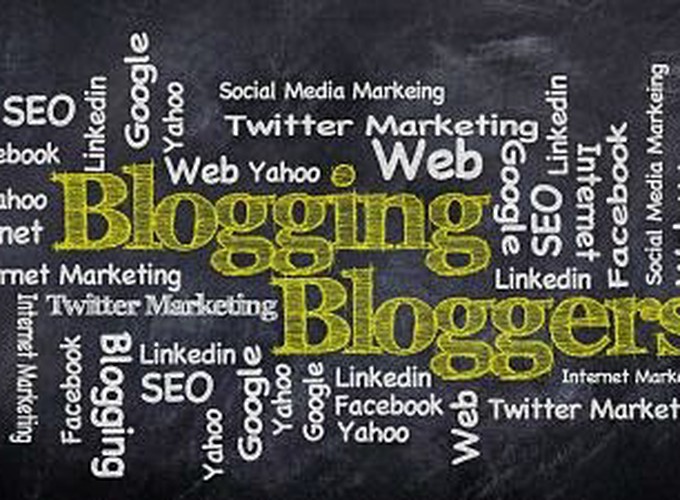 Google
SEO
Linkedin
Yahoo
Social Media Markeing
Twitter Marketing
Linkedin
Social Media Markeing
ebook
Web Yahoo
Web
Google
SEO
Internet
Facebook
ahoo
Blogging
net
rnet Marketing
Linkedin
Twitter Marketing
Bloggers
Internet Marketing
Facebook
Blogging
Linkedin
SEO
Yahoo
Google
Yahoo
Google
Linkedin
Facebook
Yahoo
Web
Internet Marke
Twitter Market